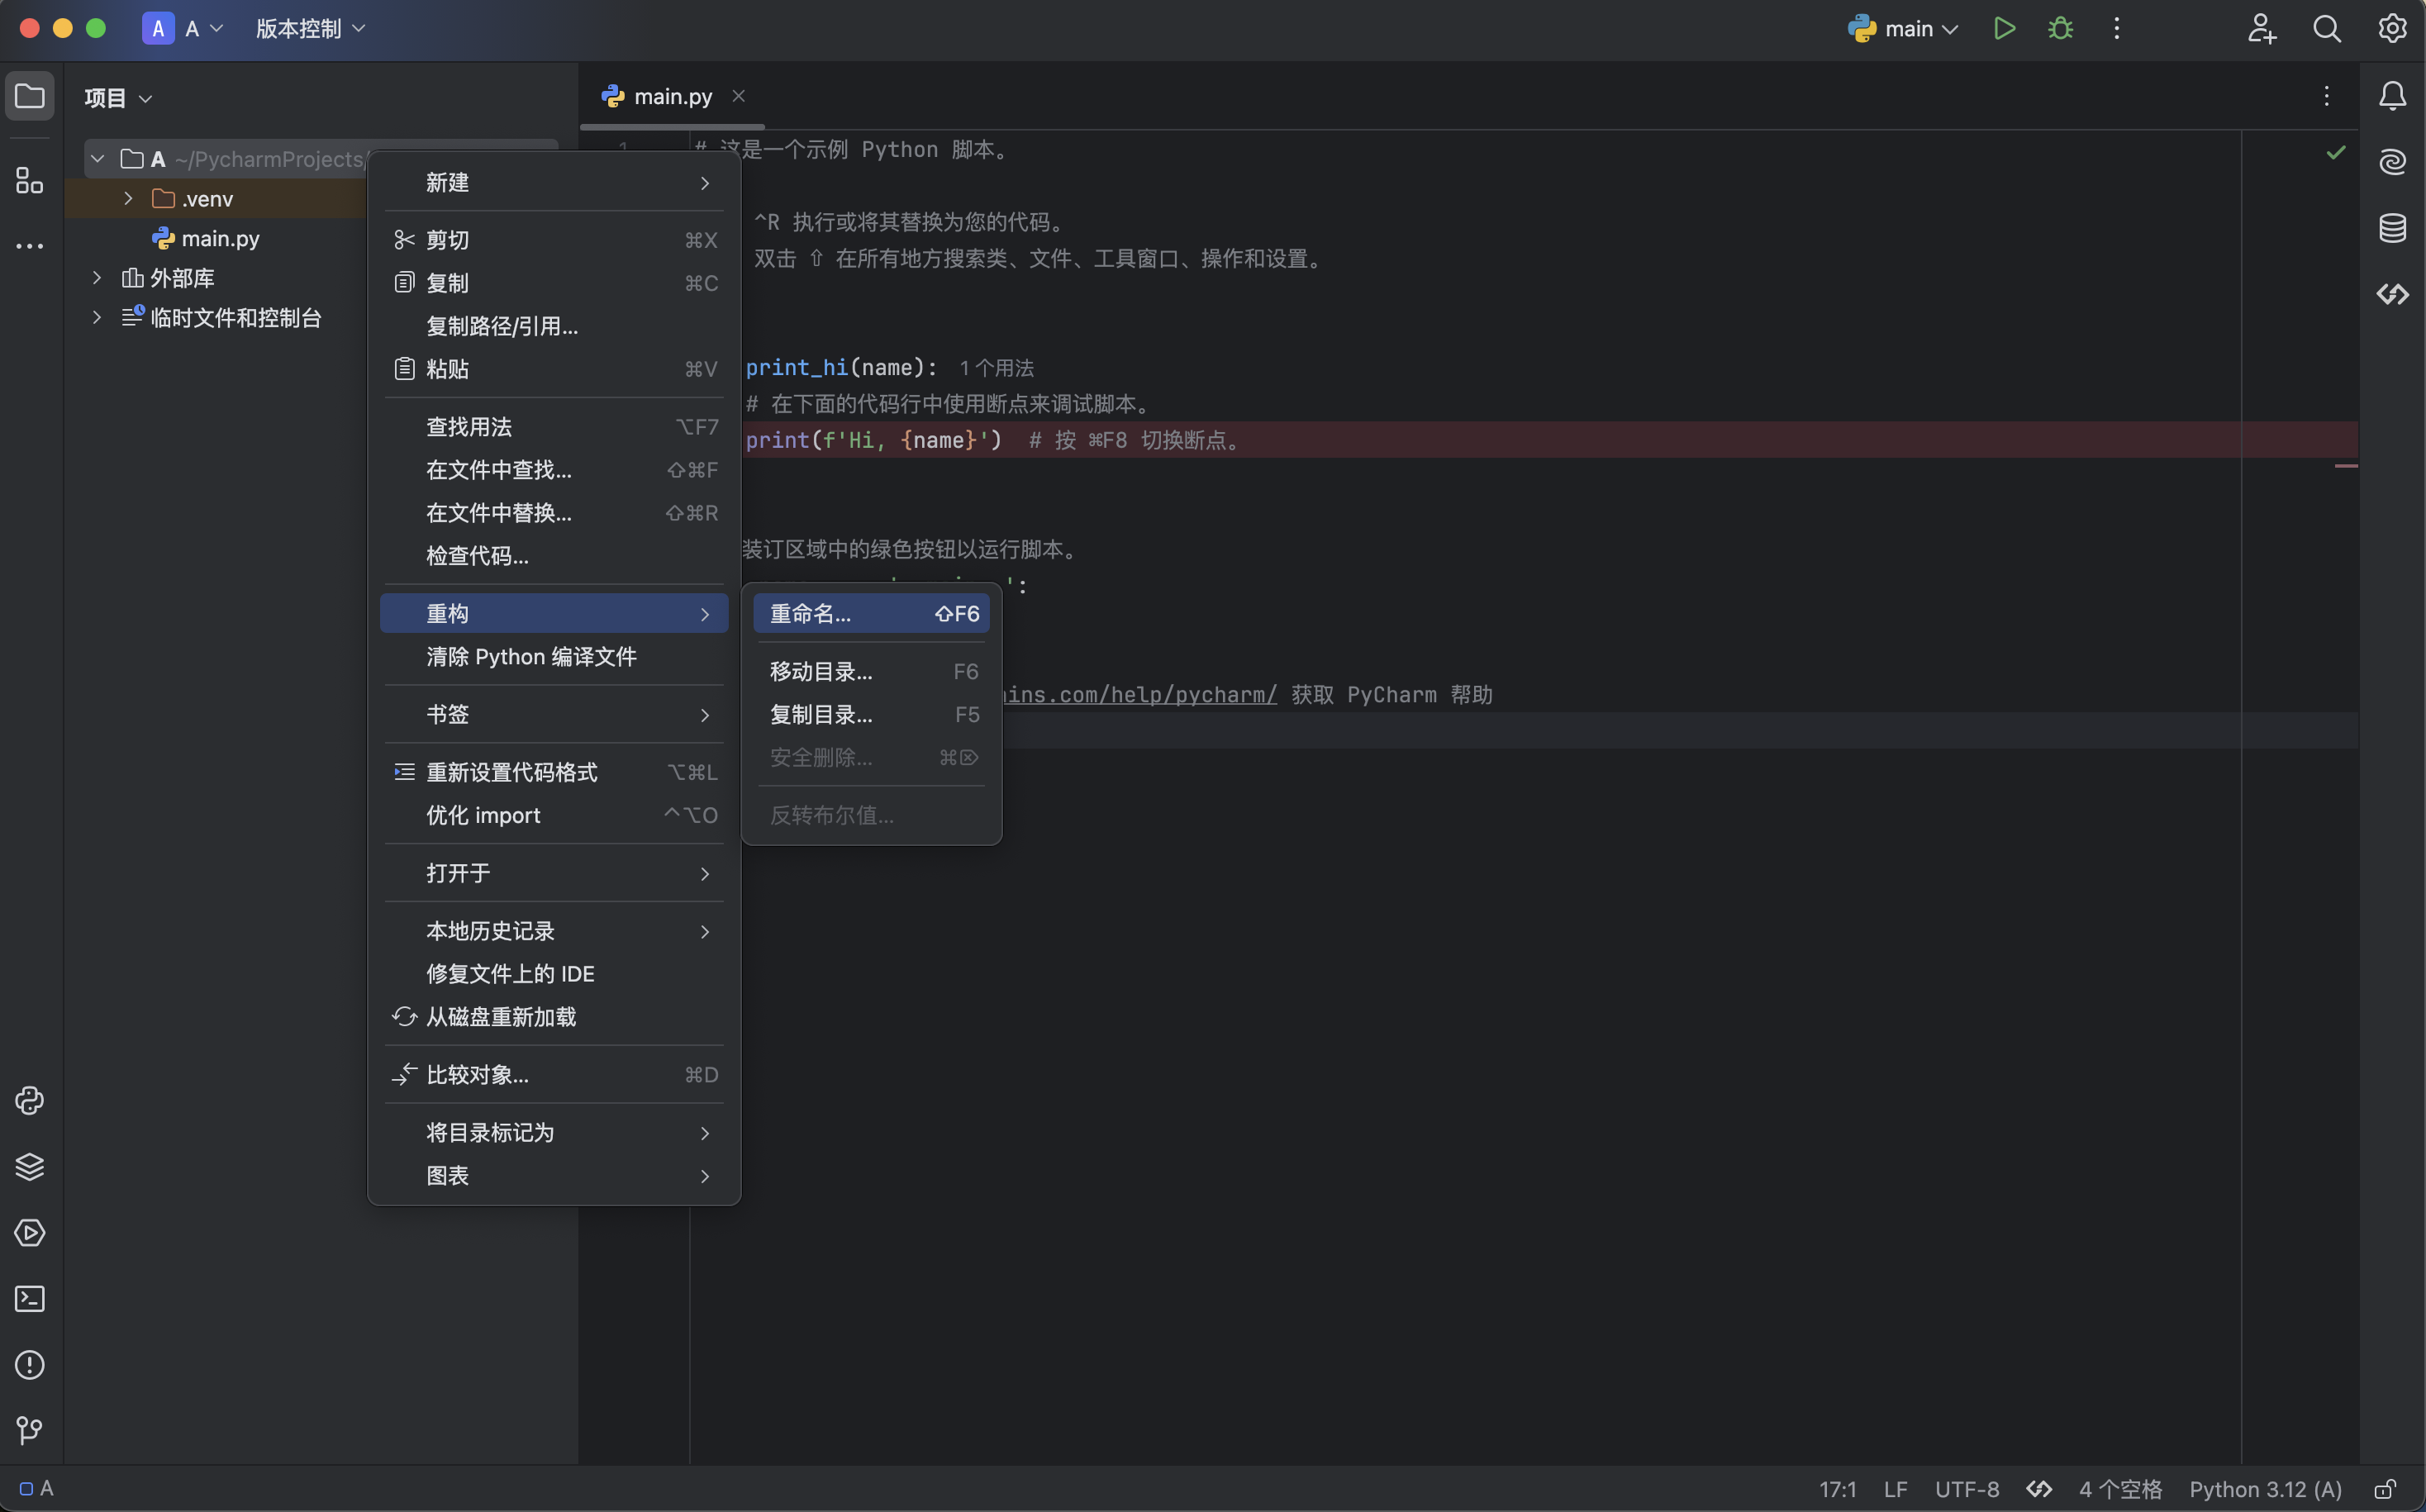 A A 版本控制 main
项目
main.py
A ~/PycharmProjects/
.venv
main.py
外部库
临时文件和控制台
新建
剪切 ⌘X
复制 ⌘C
复制路径/引用...
粘贴 ⌘V
查找用法 ⌥F7
在文件中查找... ⇧⌘F
在文件中替换... ⇧⌘R
检查代码...
重构
清除 Python 编译文件
书签
重新设置代码格式 ⌥⌘L
优化 import ^⌥O
打开于
本地历史记录
修复文件上的 IDE
从磁盘重新加载
比较对象... ⌘D
将目录标记为
图表
重命名... ⇧F6
移动目录... F6
复制目录... F5
安全删除... ⌘⌦
反转布尔值...
# 这是一个示例 Python 脚本。
^R 执行或将其替换为您的代码。
双击 ⇧ 在所有地方搜索类、文件、工具窗口、操作和设置。
print_hi(name): 1 个用法
# 在下面的代码行中使用断点来调试脚本。
print(f'Hi, {name}') # 按 ⌘F8 切换断点。
装订区域中的绿色按钮以运行脚本。
':
ins.com/help/pycharm/ 获取 PyCharm 帮助
A 17:1 LF UTF-8 4 个空格 Python 3.12 (A)